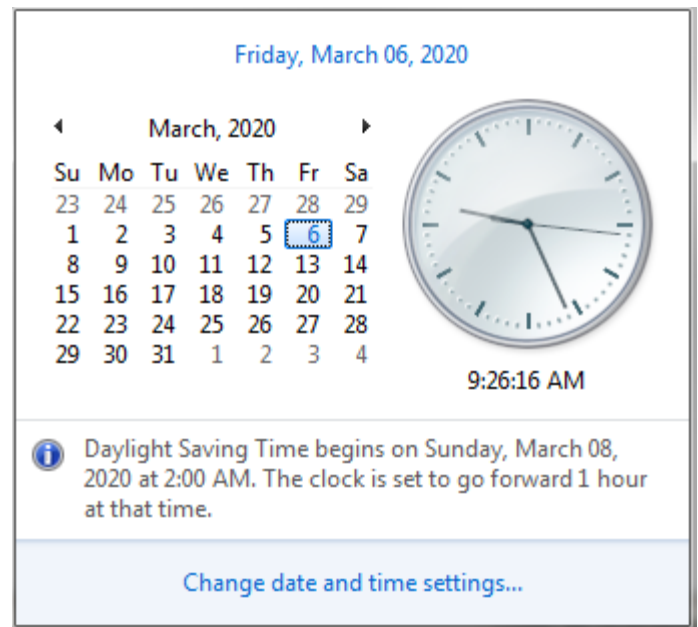 Friday, March 06, 2020
March, 2020
Su Mo Tu We Th Fr Sa
23 24 25 26 27 28 29
1 2 3 4 5 6 7
8 9 10 11 12 13 14
15 16 17 18 19 20 21
22 23 24 25 26 27 28
29 30 31 1 2 3 4
9:26:16 AM
Daylight Saving Time begins on Sunday, March 08,
2020 at 2:00 AM. The clock is set to go forward 1 hour
at that time.
Change date and time settings...